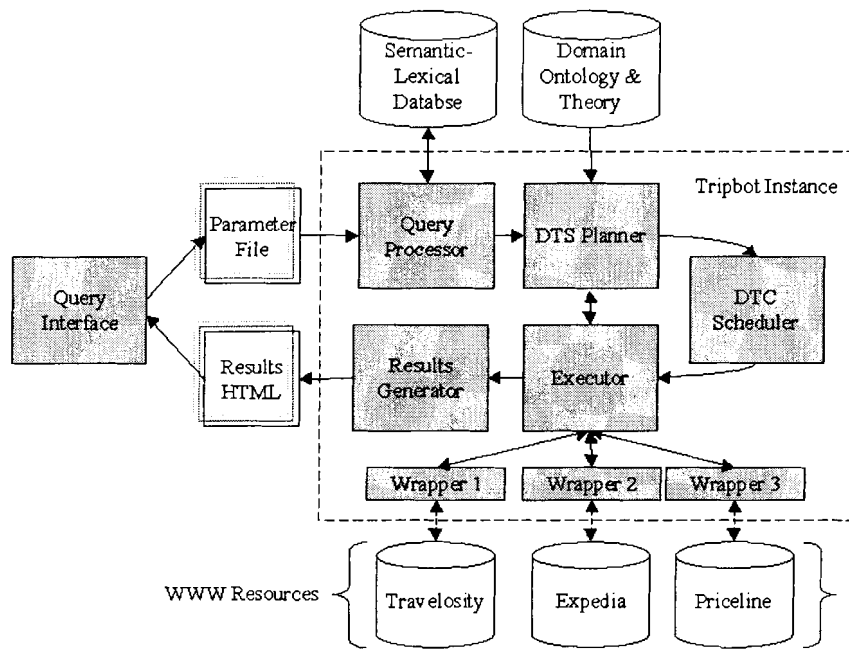 Semantic-
Lexical
Databse
Domain
Ontology &
Theory
Tripbot Instance
Parameter
File
Query
Processor
DTS Planner
Query
Interface
DTC
Scheduler
Results
HTML
Results
Generator
Executor
Wrapper 1
Wrapper 2
Wrapper 3
WWW Resources
Travelosity
Expedia
Priceline